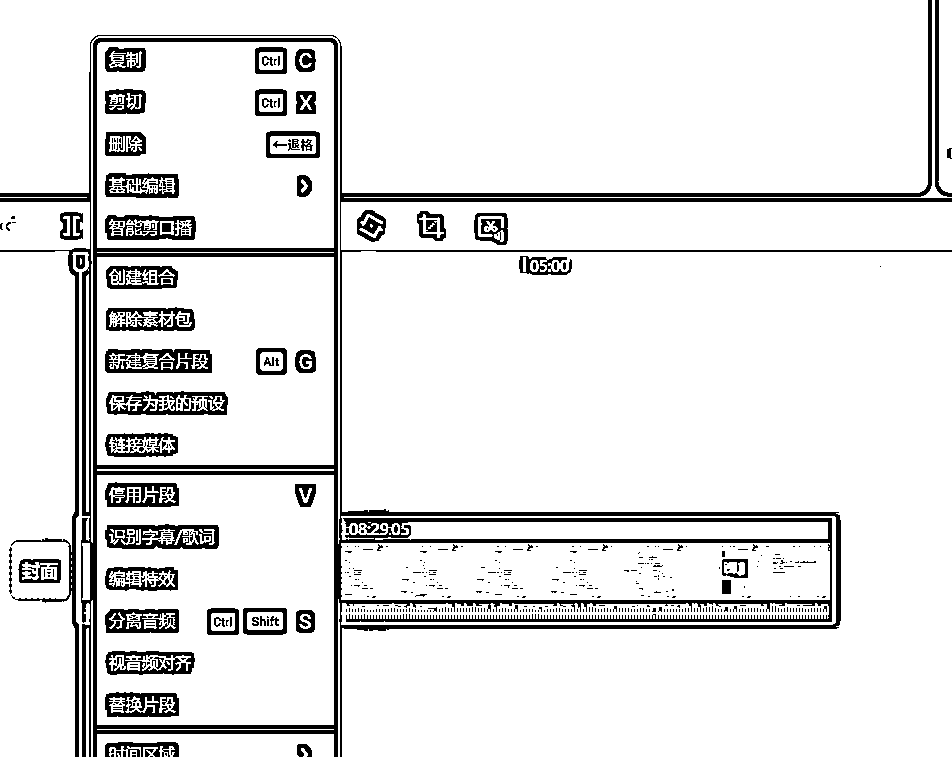 复制 Ctrl C
剪切 Ctrl X
删除 ←退格
基础编辑
智能剪口播
05:00
创建组合
解除素材包
新建复合片段 Alt G
保存为我的预设
链接媒体
停用片段 V
:08:29:05
识别字幕/歌词
封面
编辑特效
分离音频 Ctrl Shift S
视音频对齐
替换片段
时间区域